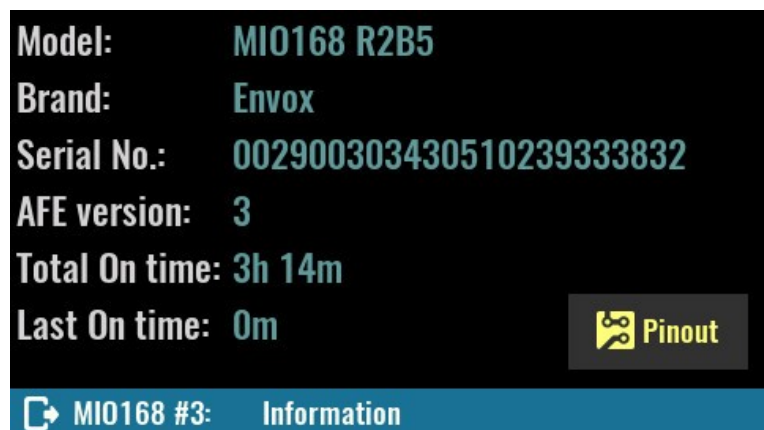 Model: MIO168 R2B5
Brand: Envox
Serial No.: 002900303430510239333832
AFE version: 3
Total On time: 3h 14m
Last On time: 0m
Pinout
MIO168 #3: Information